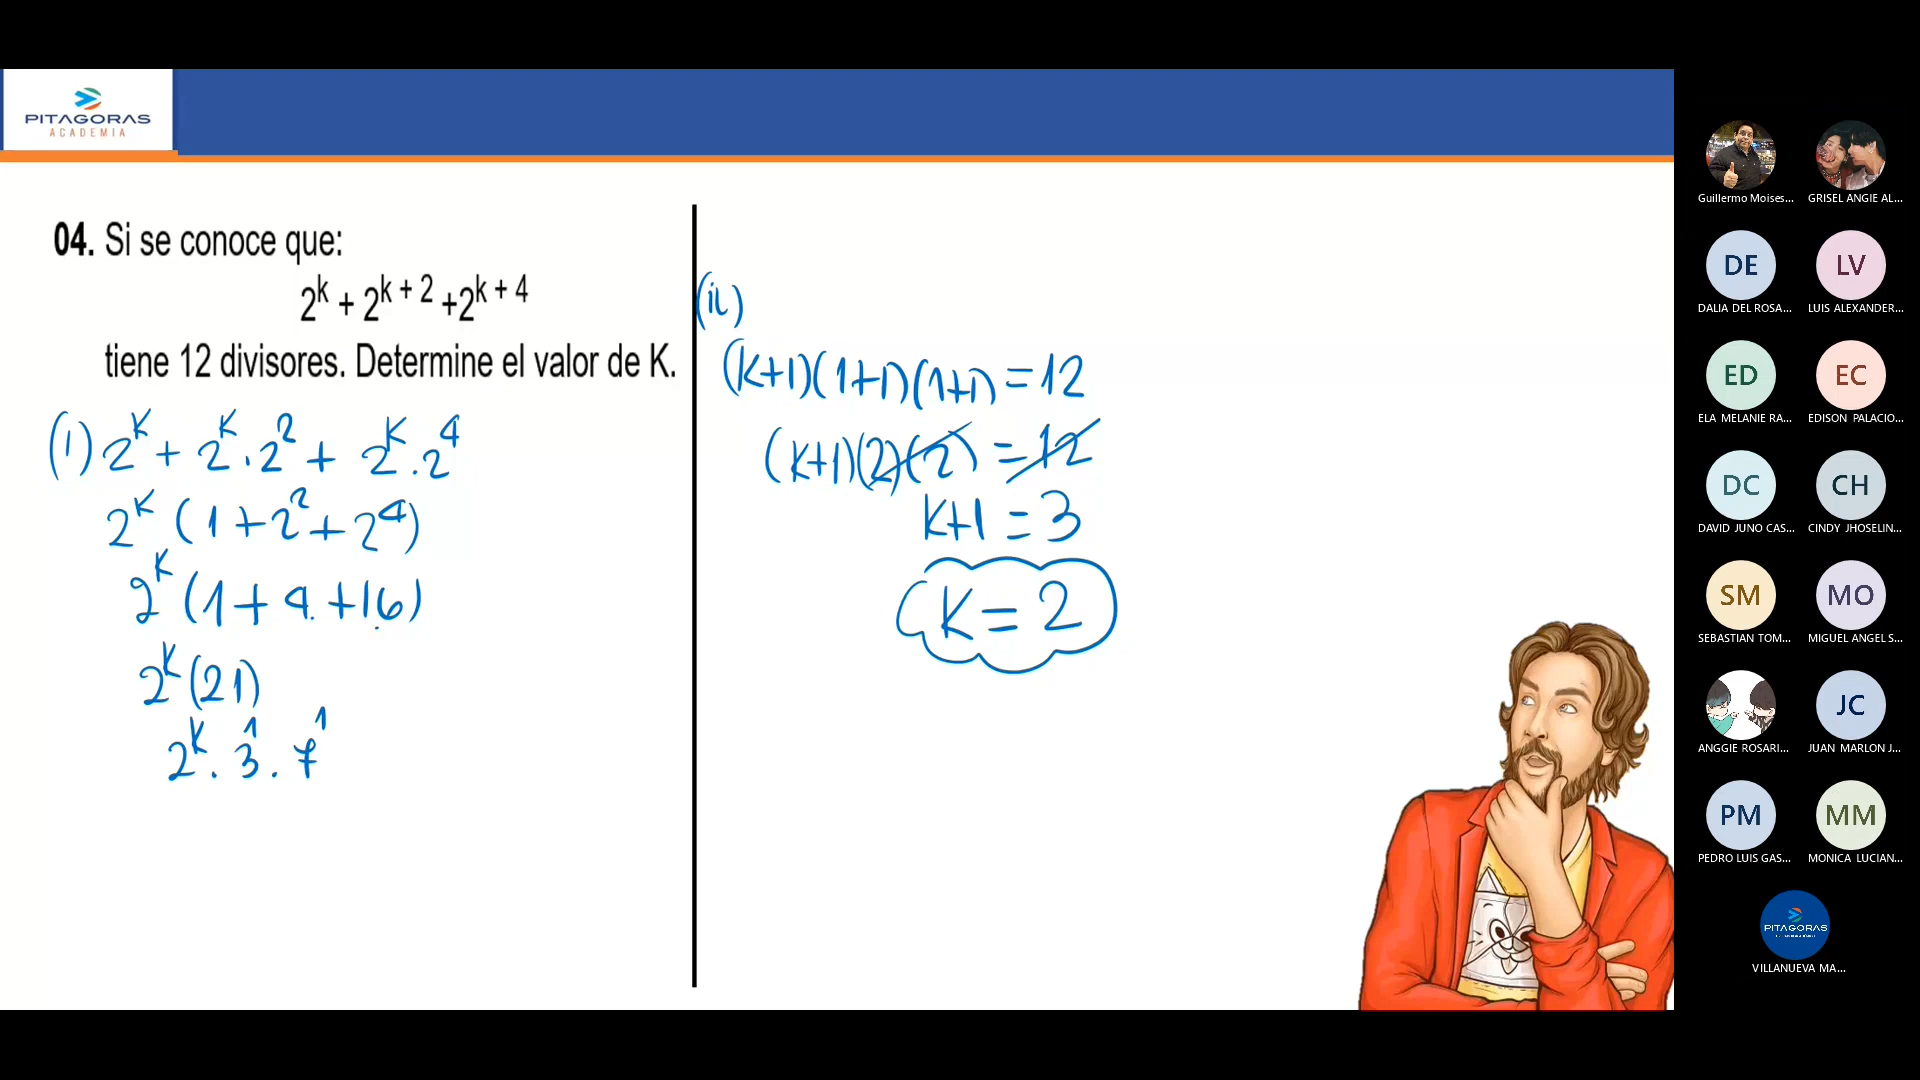 PITAGORAS
ACADEMIA
04. Si se conoce que:
2^k + 2^{k + 2} +2^{k + 4}
tiene 12 divisores. Determine el valor de K.
(i) 2^k + 2^k . 2^2 + 2^k . 2^4
2^k (1 + 2^2 + 2^4)
2^k (1 + 4 + 16)
2^k (21)
2^k . 3^1 . 7^1
(ii)
(k+1)(1+1)(1+1) = 12
(k+1)(2)(2) = 12
k+1 = 3
k = 2
Guillermo Moises...
GRISEL ANGIE AL...
DE
LV
DALIA DEL ROSA...
LUIS ALEXANDER...
ED
EC
ELA MELANIE RA...
EDISON PALACIO...
DC
CH
DAVID JUNO CAS...
CINDY JHOSELIN...
SM
MO
SEBASTIAN TOM...
MIGUEL ANGEL S...
JC
ANGGIE ROSARI...
JUAN MARLON J...
PM
MM
PEDRO LUIS GAS...
MONICA LUCIAN...
PITAGORAS
VILLANUEVA MA...